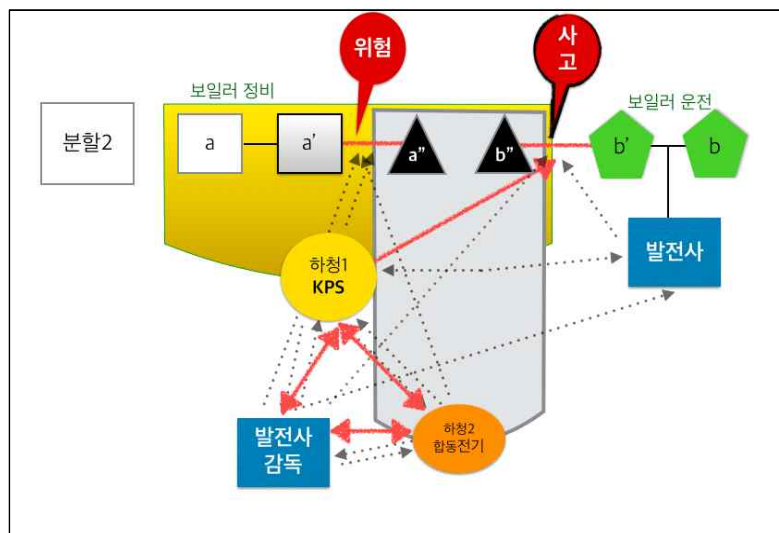 위험
사
고
보일러 정비
보일러 운전
분할2
a
a'
a"
b"
b'
b
하청1
KPS
발전사
발전사
감독
하청2
합동전기